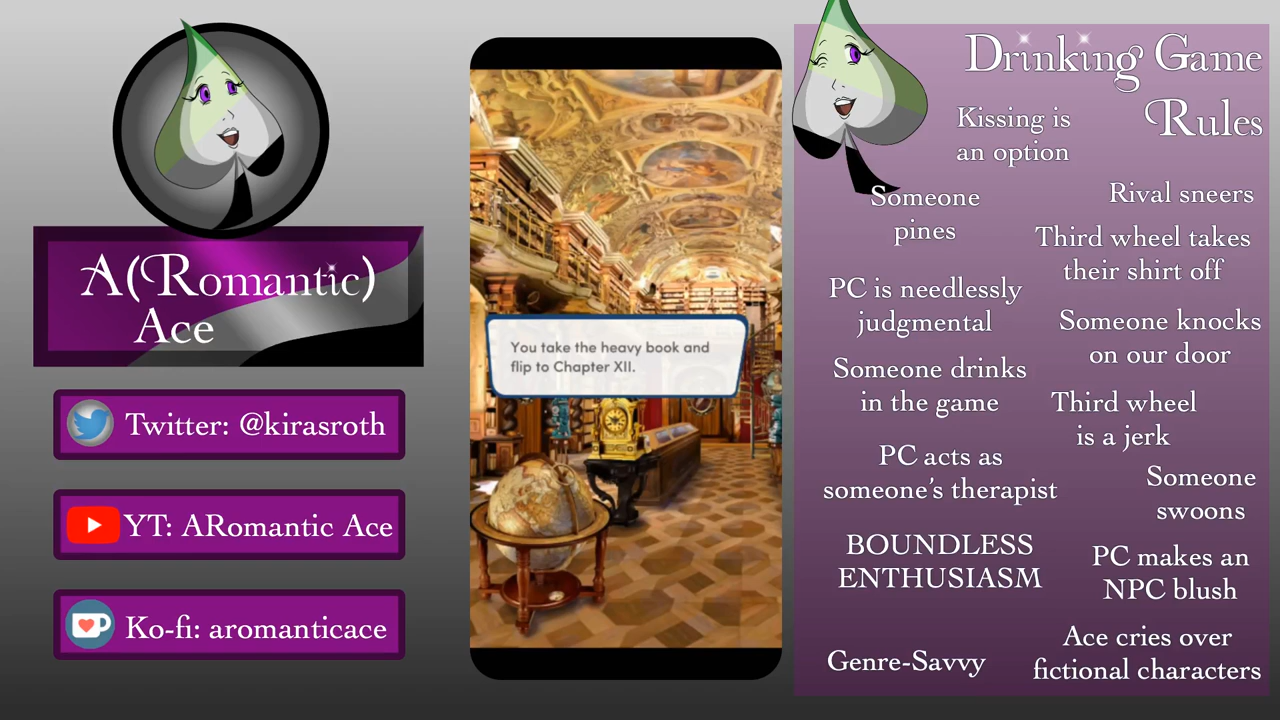 A(Romantic)
Ace
Twitter: @kirasroth
YT: ARomantic Ace
Ko-fi: aromanticace
You take the heavy book and
flip to Chapter XII.
Drinking Game
Rules
Kissing is
an option
Someone
pines
Rival sneers
Third wheel takes
their shirt off
PC is needlessly
judgmental
Someone knocks
on our door
Someone drinks
in the game
Third wheel
is a jerk
PC acts as
someone's therapist
Someone
swoons
BOUNDLESS
ENTHUSIASM
PC makes an
NPC blush
Genre-Savvy
Ace cries over
fictional characters